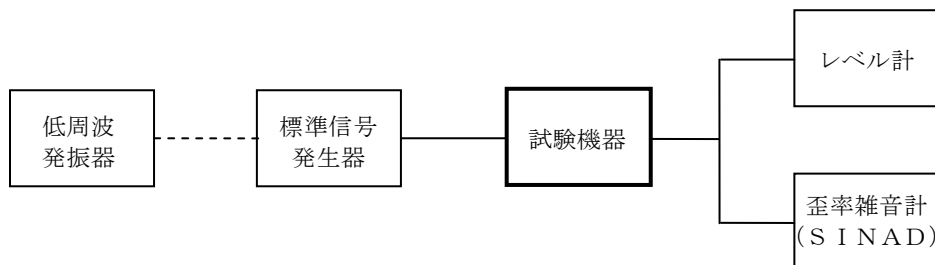 低周波
発振器
標準信号
発生器
試験機器
レベル計
歪率雑音計
(ＳＩＮＡＤ)